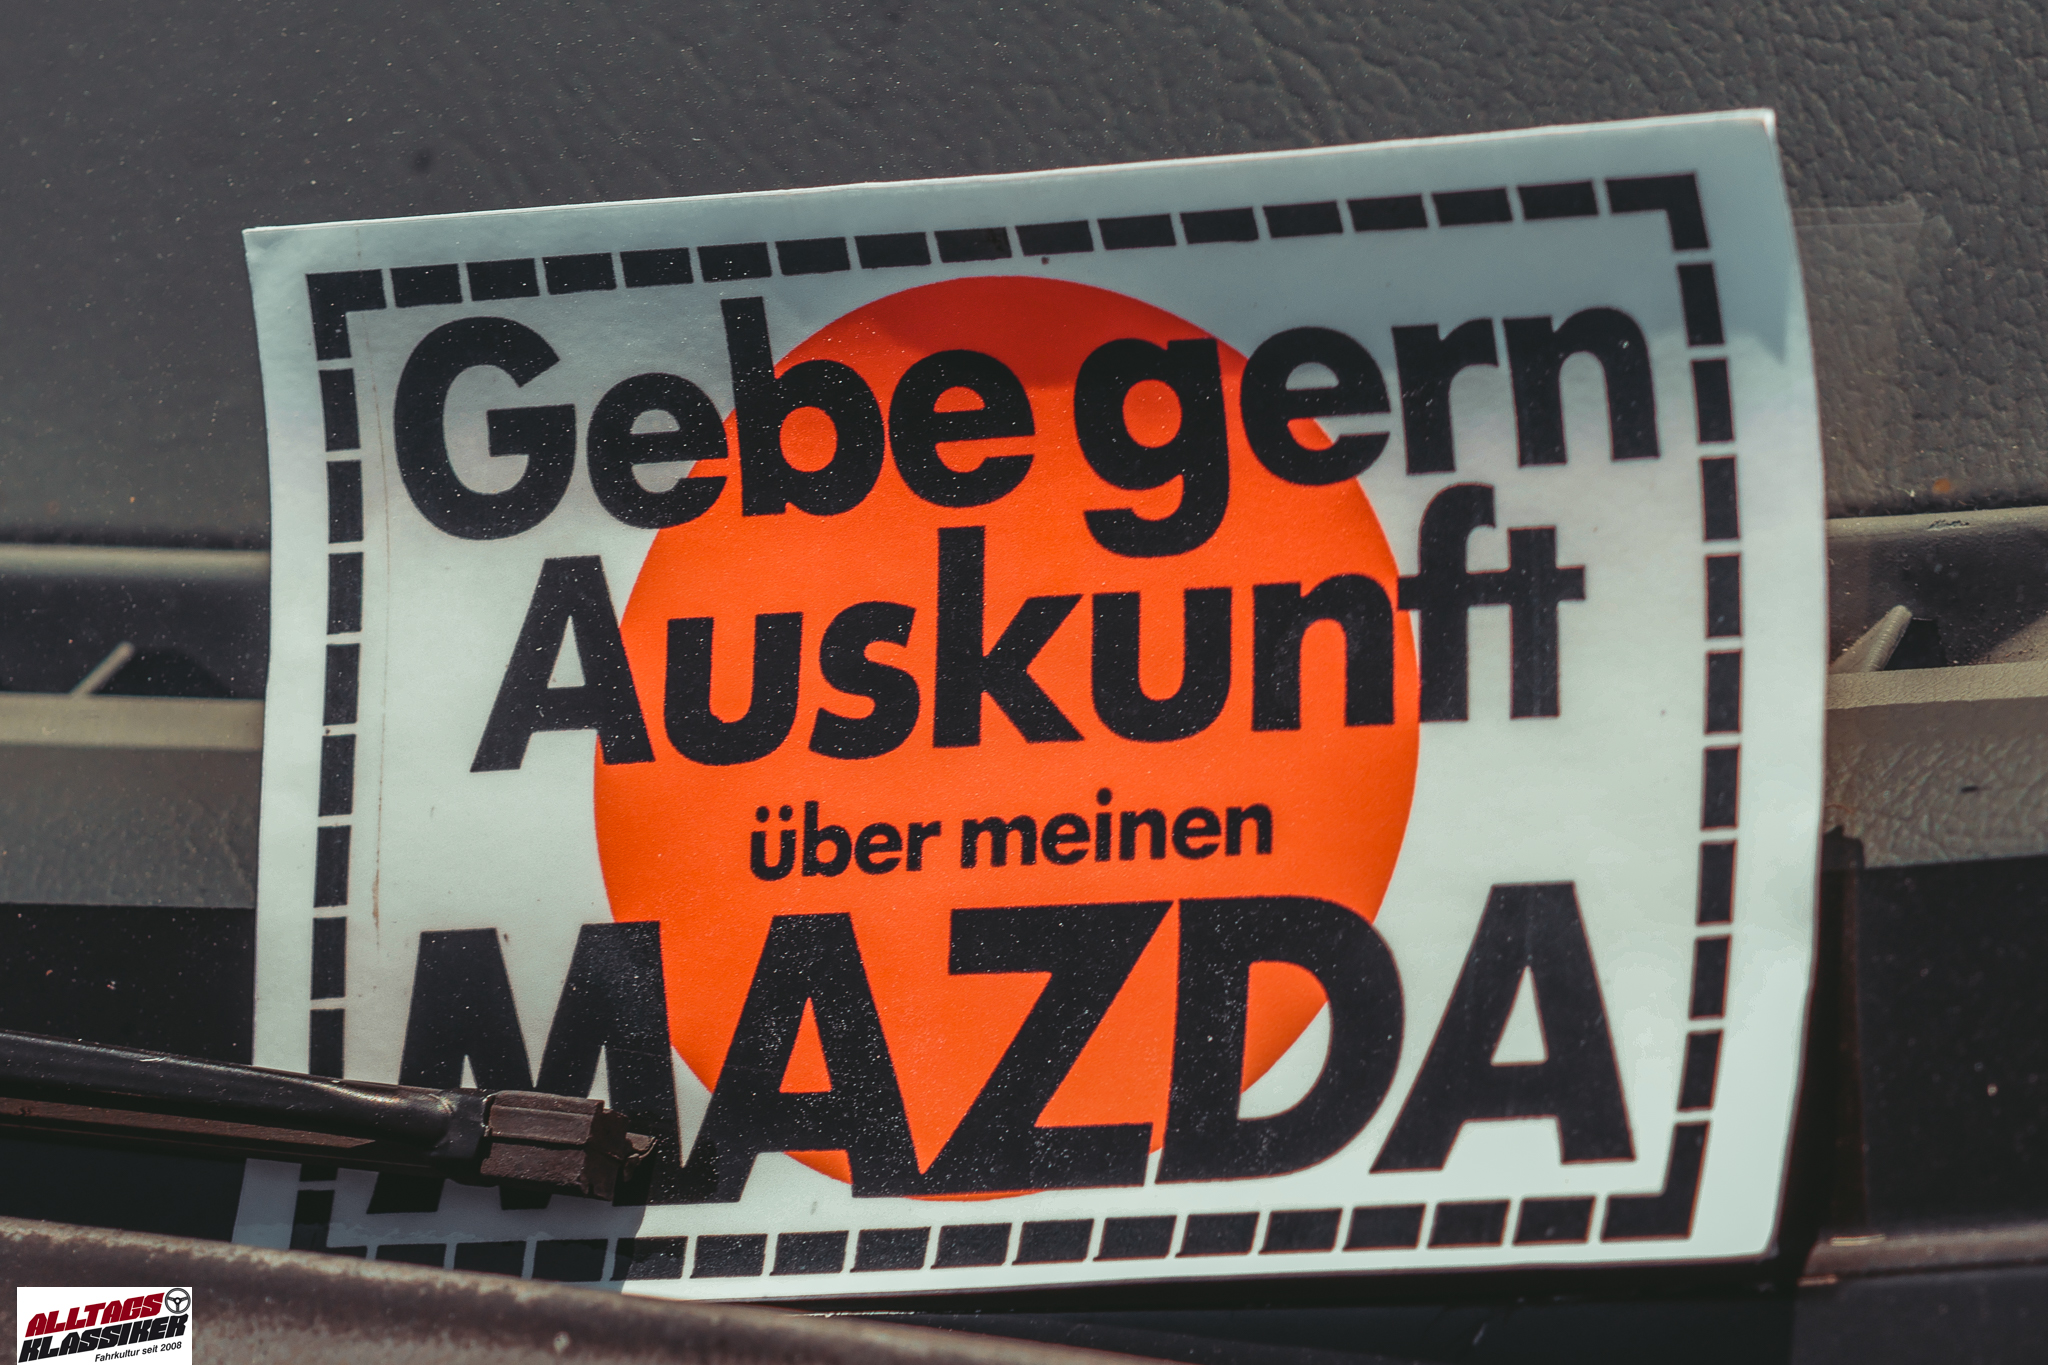 Gebe gern
Auskunft
über meinen
MAZDA
ALLTAGS
KLASSIKER
Fahrkultur seit 2008